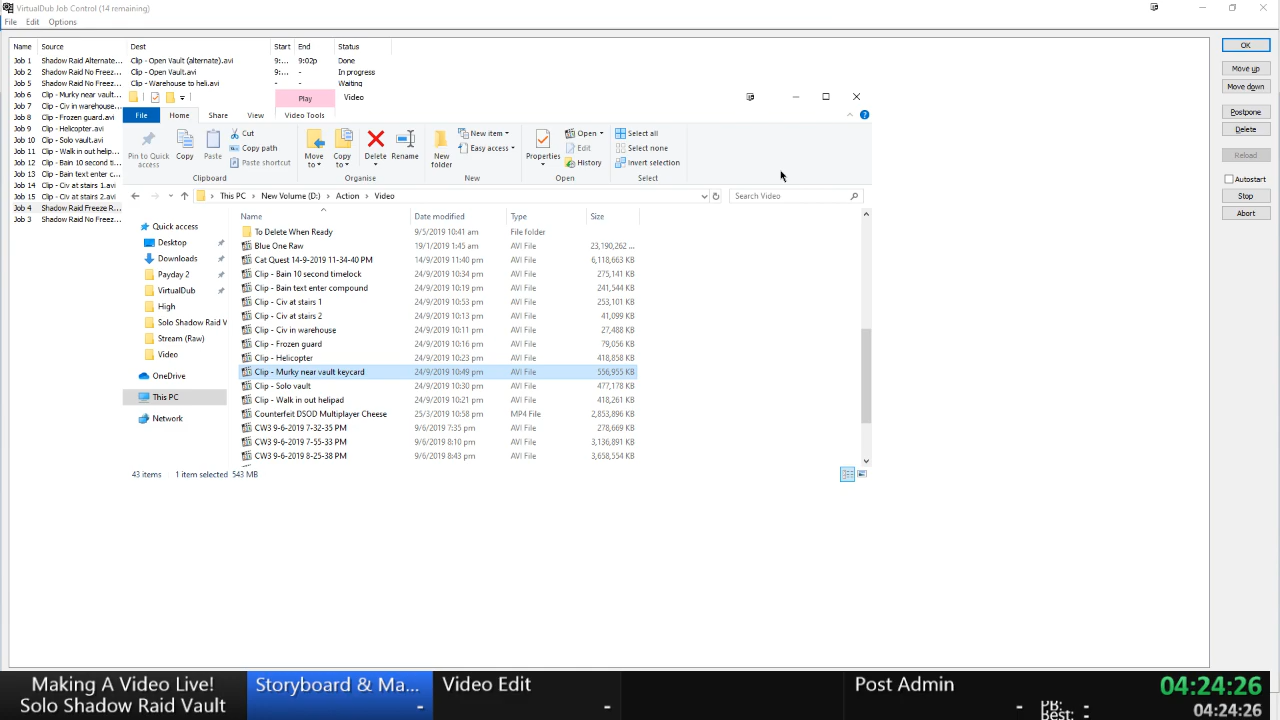 VirtualDub Job Control (14 remaining)
File Edit Options
Name Source Dest Start End Status
Job 1 Shadow Raid Alternate... Clip - Open Vault (alternate).avi 9:... 9:02p Done
Job 2 Shadow Raid No Freez... Clip - Open Vault.avi 9:... - In progress
Job 5 Shadow Raid No Freez... Clip - Warehouse to heli.avi - - Waiting
Job 6 Clip - Murky near vault...
Job 7 Clip - Civ in warehouse...
Job 8 Clip - Frozen guard.avi
Job 9 Clip - Helicopter.avi
Job 10 Clip - Solo vault.avi
Job 11 Clip - Walk in out help...
Job 12 Clip - Bain 10 second ti...
Job 13 Clip - Bain text enter c...
Job 14 Clip - Civ at stairs 1.avi
Job 15 Clip - Civ at stairs 2.avi
Job 4 Shadow Raid Freeze R...
Job 3 Shadow Raid No Freez...
OK
Move up
Move down
Postpone
Delete
Reload
Autostart
Stop
Abort
Play Video
File Home Share View Video Tools
Pin to Quick access
Copy
Paste
Cut
Copy path
Paste shortcut
Clipboard
Move to
Copy to
Delete
Rename
Organise
New folder
New item
Easy access
New
Properties
Open
Edit
History
Open
Select all
Select none
Invert selection
Select
This PC > New Volume (D:) > Action > Video
Search Video
Quick access
Desktop
Downloads
Payday 2
VirtualDub
High
Solo Shadow Raid V
Stream (Raw)
Video
OneDrive
This PC
Network
Name Date modified Type Size
To Delete When Ready 9/5/2019 10:41 am File folder
Blue One Raw 19/1/2019 1:45 am AVI File 23,190,262 ...
Cat Quest 14-9-2019 11-34-40 PM 14/9/2019 11:40 pm AVI File 6,118,663 KB
Clip - Bain 10 second timelock 24/9/2019 10:34 pm AVI File 275,141 KB
Clip - Bain text enter compound 24/9/2019 10:19 pm AVI File 241,544 KB
Clip - Civ at stairs 1 24/9/2019 10:53 pm AVI File 253,101 KB
Clip - Civ at stairs 2 24/9/2019 10:13 pm AVI File 41,099 KB
Clip - Civ in warehouse 24/9/2019 10:11 pm AVI File 27,488 KB
Clip - Frozen guard 24/9/2019 10:03 pm AVI File 79,056 KB
Clip - Helicopter 24/9/2019 10:23 pm AVI File 418,858 KB
Clip - Murky near vault keycard 24/9/2019 10:49 pm AVI File 556,955 KB
Clip - Solo vault 24/9/2019 10:30 pm AVI File 477,178 KB
Clip - Walk in out helipad 24/9/2019 10:21 pm AVI File 418,261 KB
Counterfeit DSOD Multiplayer Cheese 25/3/2019 10:58 pm MP4 File 2,853,896 KB
CW3 9-6-2019 7-32-35 PM 9/6/2019 7:35 pm AVI File 278,669 KB
CW3 9-6-2019 7-55-33 PM 9/6/2019 8:10 pm AVI File 3,136,891 KB
CW3 9-6-2019 8-25-38 PM 9/6/2019 8:43 pm AVI File 3,658,554 KB
43 items 1 item selected 543 MB
Making A Video Live!
Solo Shadow Raid Vault
Storyboard & Ma...
-
Video Edit
-
Post Admin
-
04:24:26
PB: -
Best: -
04:24:26